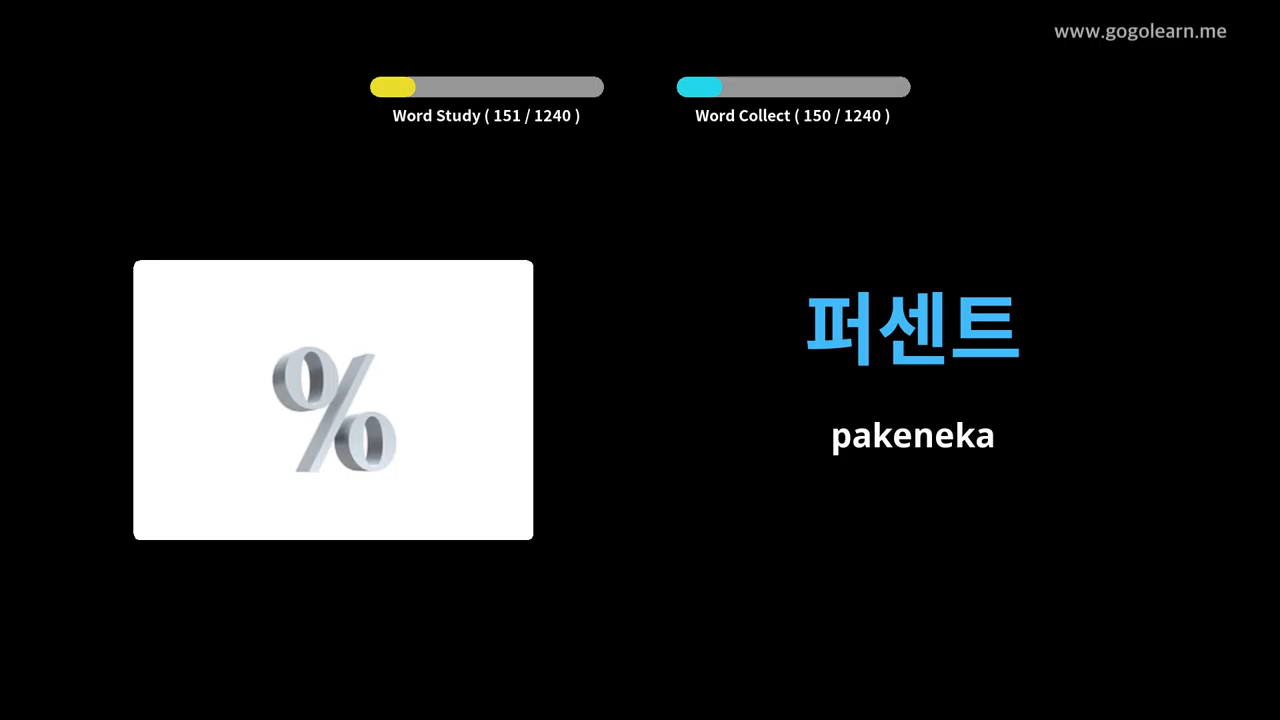 www.gogolearn.me
Word Study ( 151 / 1240 )
Word Collect ( 150 / 1240 )
%
퍼센트
pakeneka